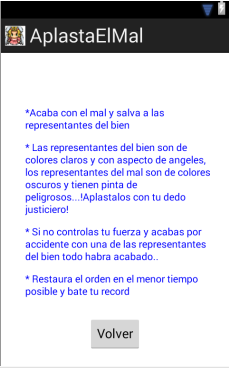 AplastaElMal
*Acaba con el mal y salva a las
representantes del bien
* Las representantes del bien son de
colores claros y con aspecto de angeles,
los representantes del mal son de colores
oscuros y tienen pinta de
peligrosos...!Aplastalos con tu dedo
justiciero!
* Si no controlas tu fuerza y acabas por
accidente con una de las representantes
del bien todo habra acabado..
* Restaura el orden en el menor tiempo
posible y bate tu record
Volver